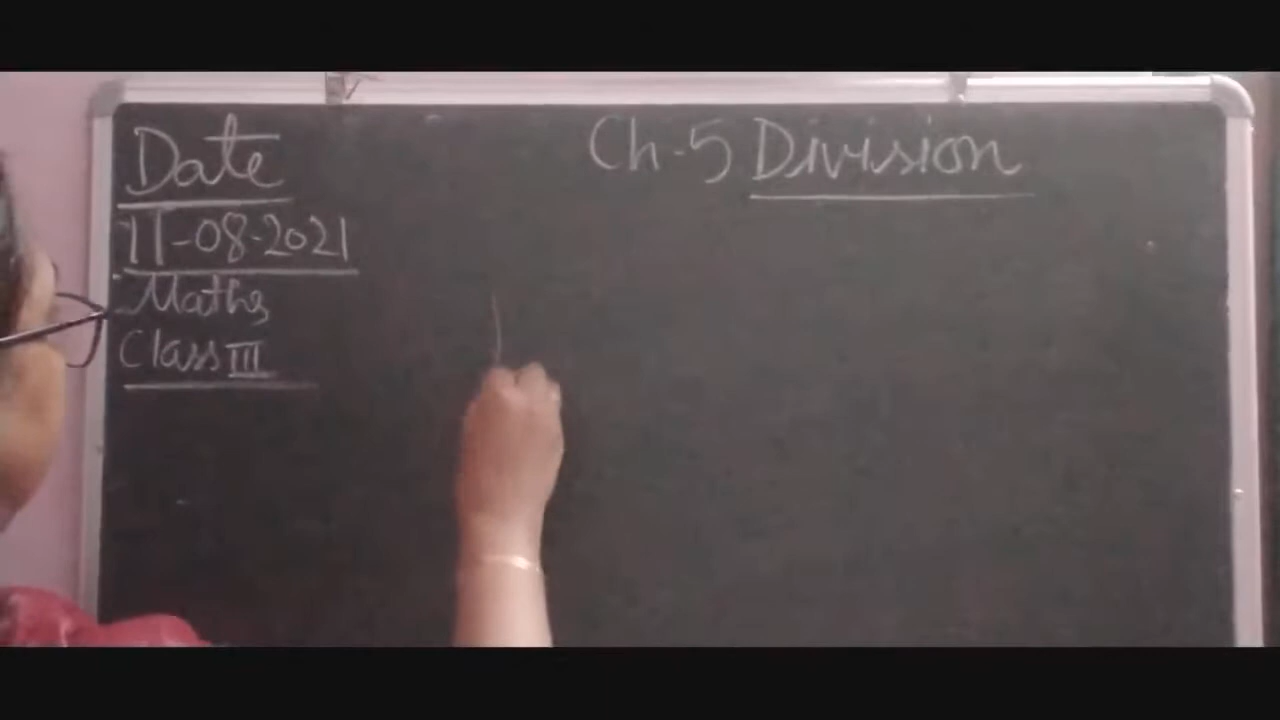 Date
11-08-2021
Maths
Class III
Ch-5 Division